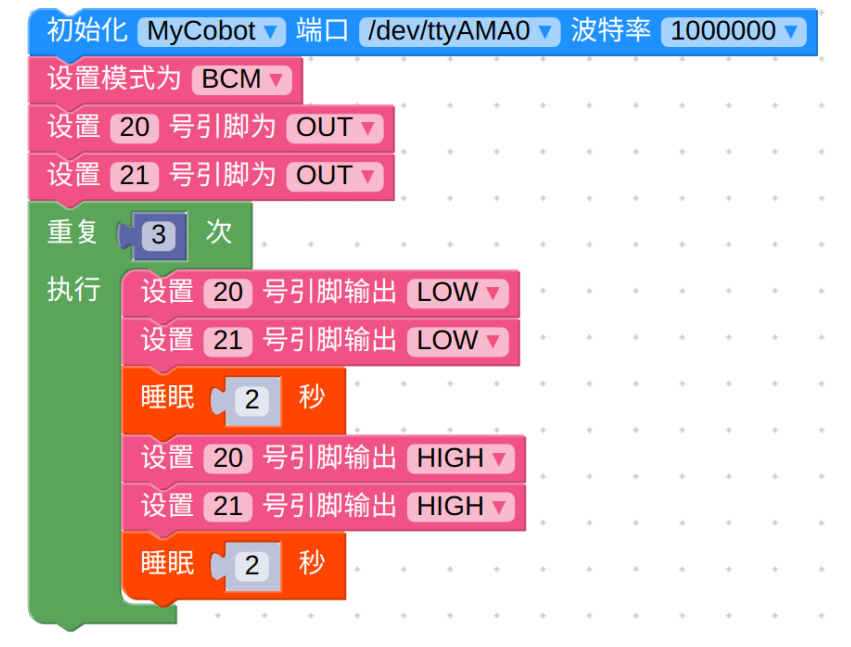 初始化 MyCobot 端口 /dev/ttyAMA0 波特率 1000000
设置模式为 BCM
设置 20 号引脚为 OUT
设置 21 号引脚为 OUT
重复 3 次
执行 设置 20 号引脚输出 LOW
设置 21 号引脚输出 LOW
睡眠 2 秒
设置 20 号引脚输出 HIGH
设置 21 号引脚输出 HIGH
睡眠 2 秒